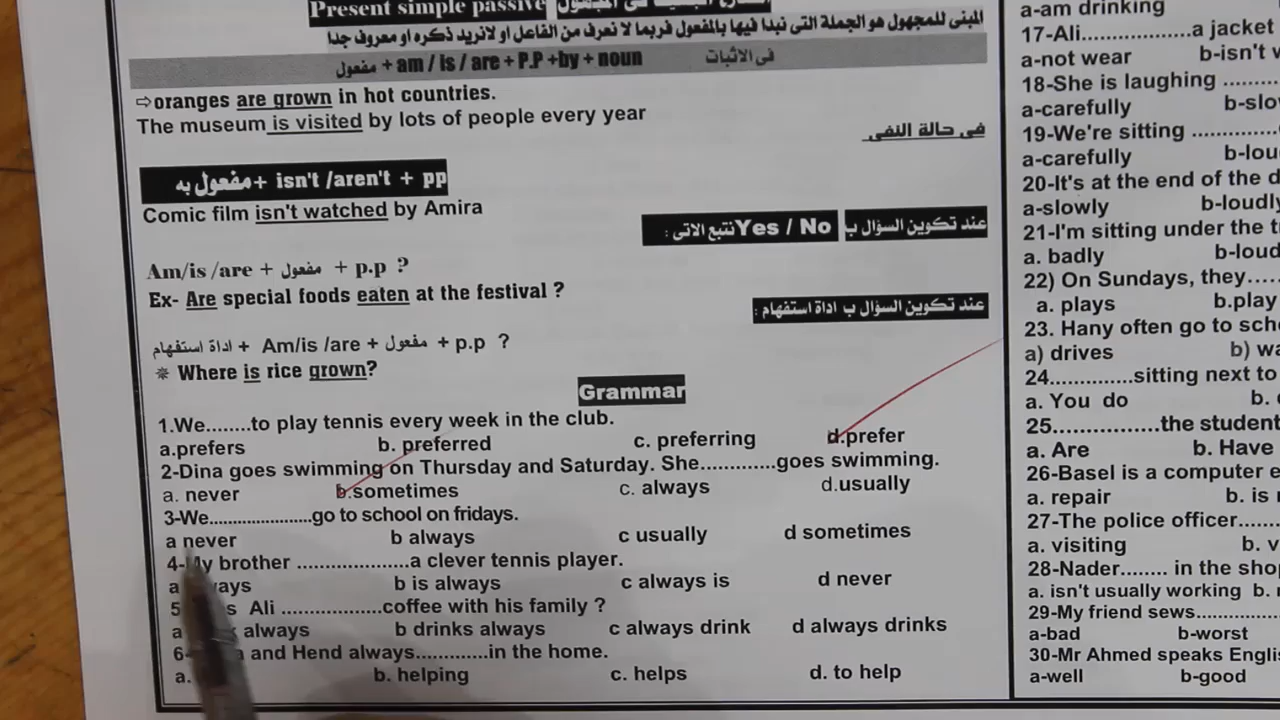 Present simple passive
المبنى للمجهول هو الجملة التى نبدا فيها بالمفعول فربما لا نعرف من الفاعل او لانريد ذكره او معروف جدا
فى الاثبات مفعول + am / is / are + P.P +by + noun
⇨oranges are grown in hot countries.
The museum is visited by lots of people every year
فى حالة النفى
مفعول به + isn't /aren't + pp
Comic film isn't watched by Amira
عند تكوين السؤال ب Yes / No نتبع الاتى :
Am/is /are + مفعول + p.p ?
Ex- Are special foods eaten at the festival ?
عند تكوين السؤال ب اداة استفهام :
اداة استفهام + Am/is /are + مفعول + p.p ?
✵ Where is rice grown?
Grammar
1.We........to play tennis every week in the club.
a.prefers b. preferred c. preferring d.prefer
2-Dina goes swimming on Thursday and Saturday. She.............goes swimming.
a. never b.sometimes c. always d.usually
3-We......................go to school on fridays.
a never b always c usually d sometimes
4-My brother ....................a clever tennis player.
a b is always c always is d never
5 Ali ..................coffee with his family ?
a always b drinks always c always drink d always drinks
6- and Hend always.............in the home.
a. b. helping c. helps d. to help
a-am drinking
17-Ali...................a jacket
a-not wear b-isn't
18-She is laughing
a-carefully
19-We're sitting
a-carefully
20-It's at the end of the
a-slowly b-loudly
21-I'm sitting under the
a. badly
22) On Sundays, they
a. plays b.play
23. Hany often go to
a) drives b)
24..............sitting next to
a. You do b.
25.................the student
a. Are b. Have
26-Basel is a computer
a. repair b. is
27-The police officer
a. visiting b.
28-Nader........ in the
a. isn't usually working b.
29-My friend sews
a-bad b-worst
30-Mr Ahmed speaks
a-well b-good